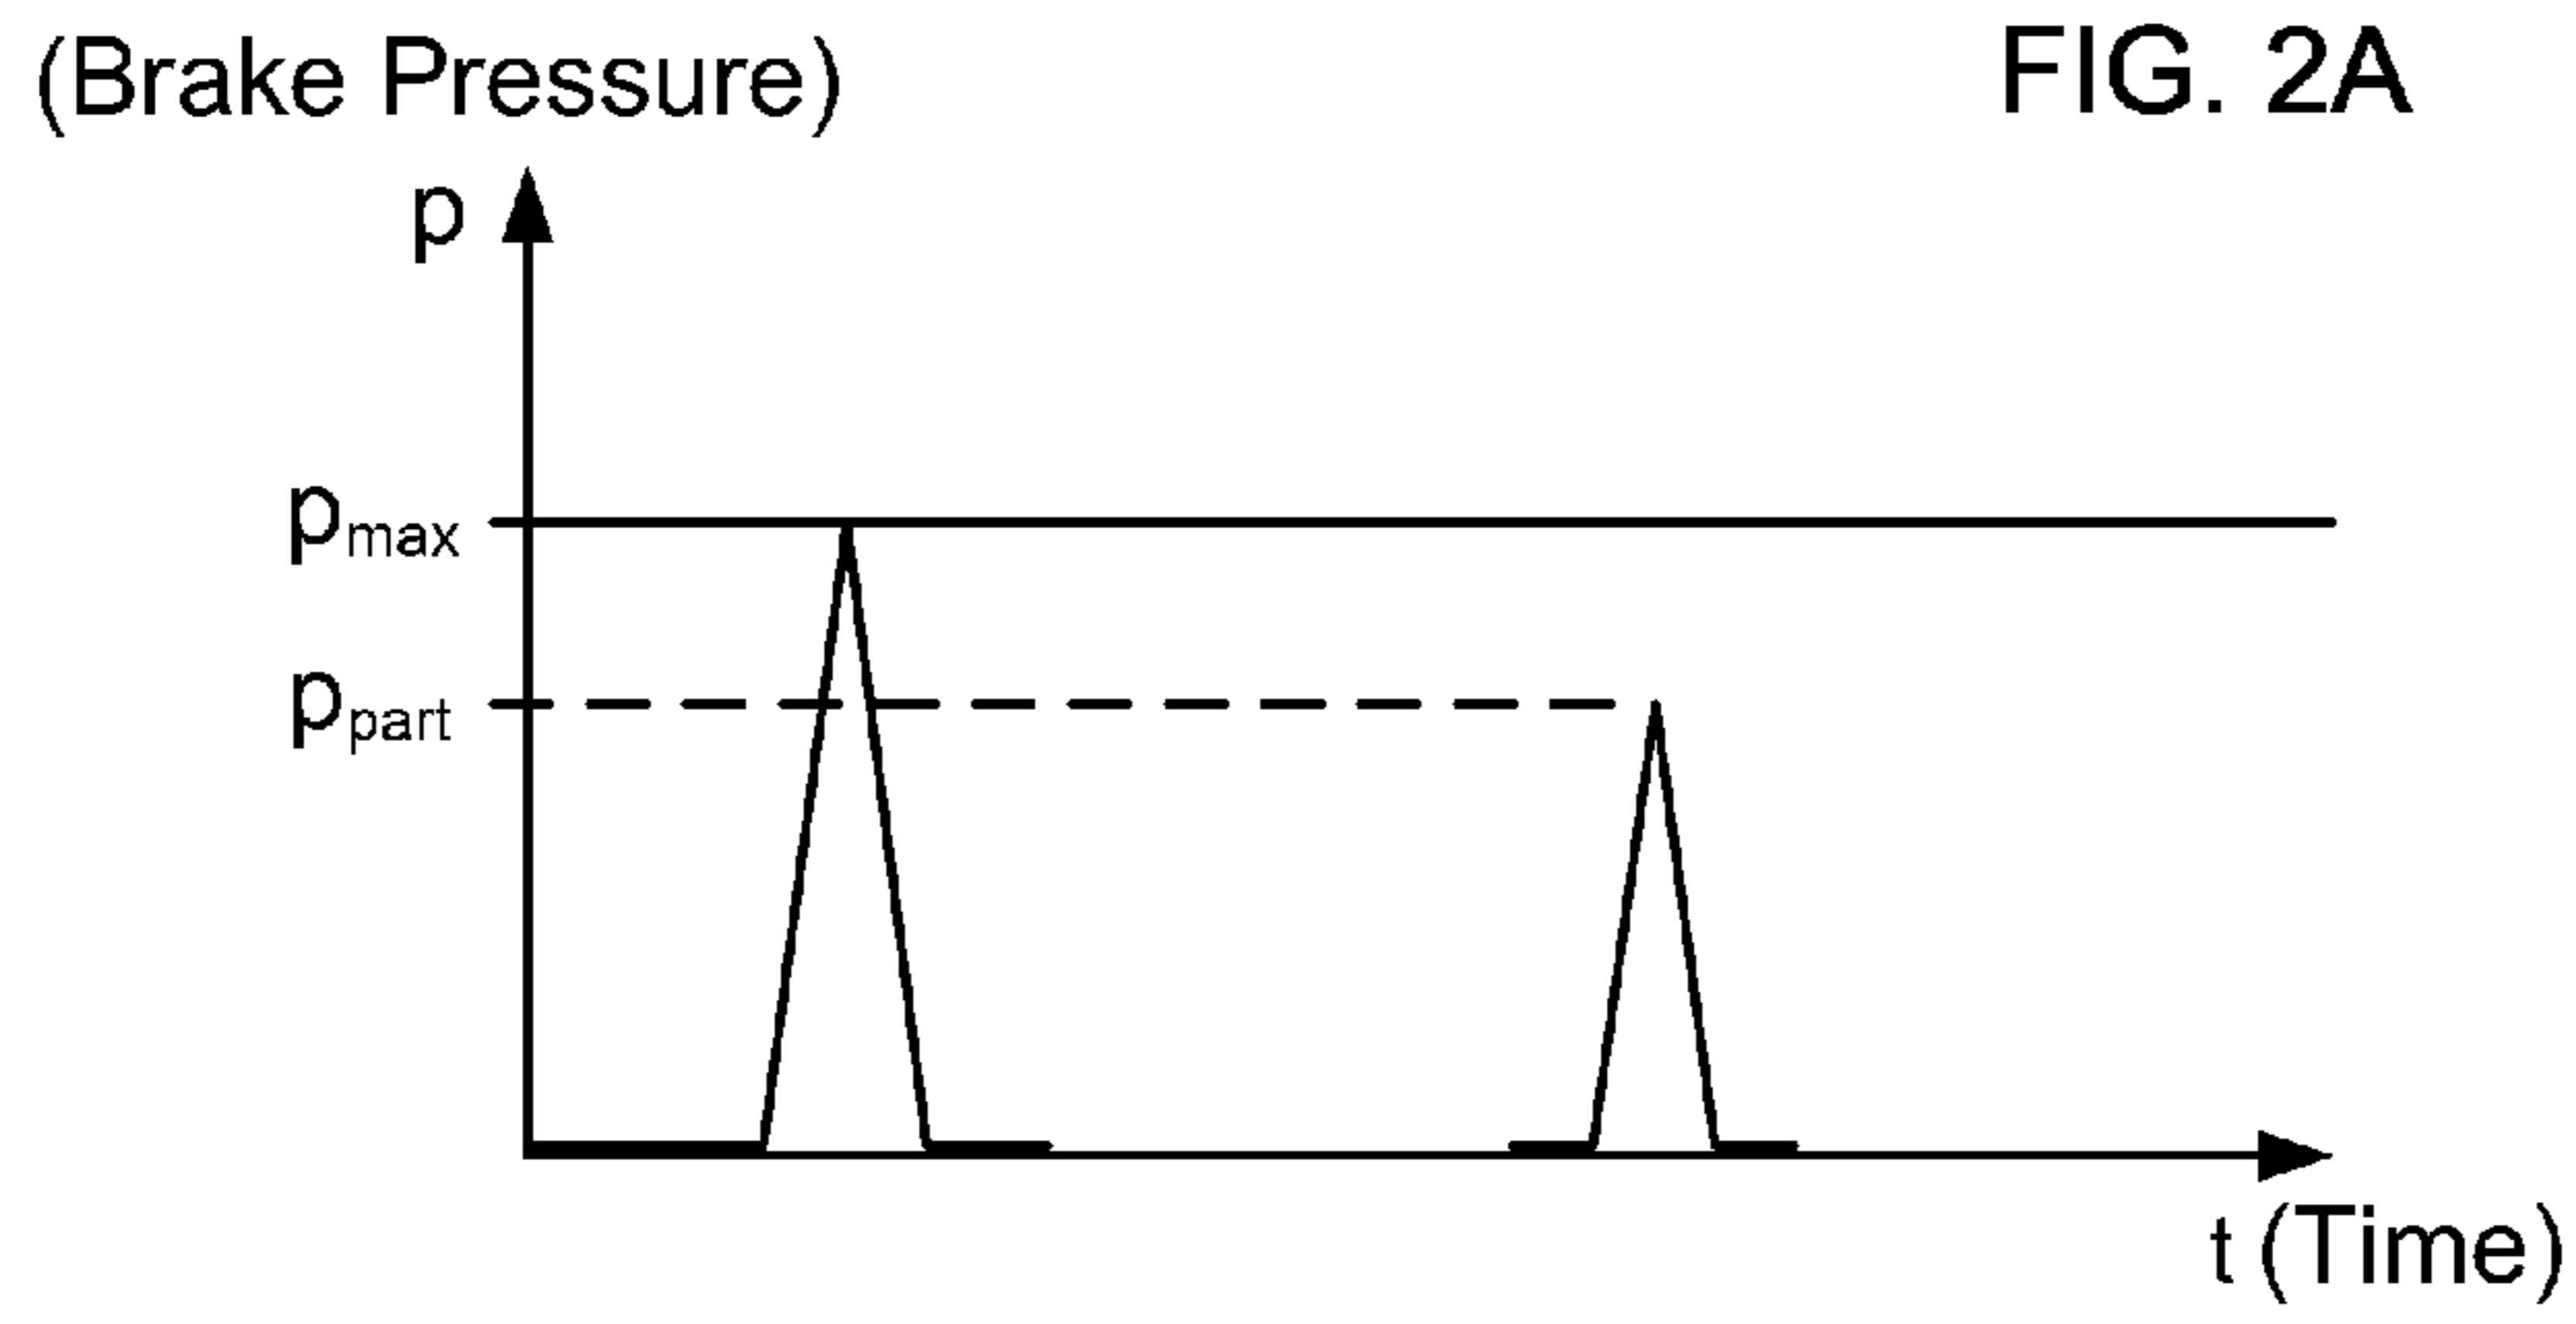 (Brake Pressure)
FIG. 2A
p
pmax
ppart
t (Time)